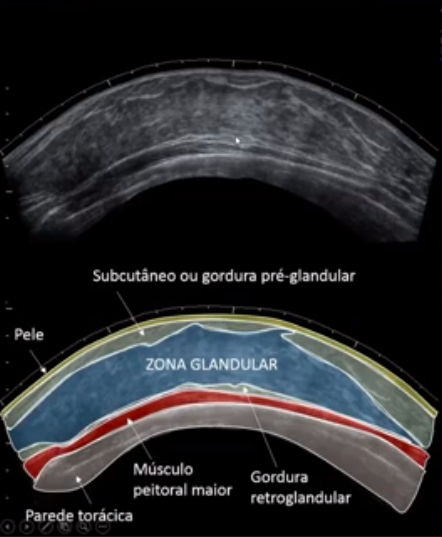 Subcutâneo ou gordura pré-glandular
Pele
ZONA GLANDULAR
Músculo
peitoral maior
Gordura
retroglandular
Parede torácica